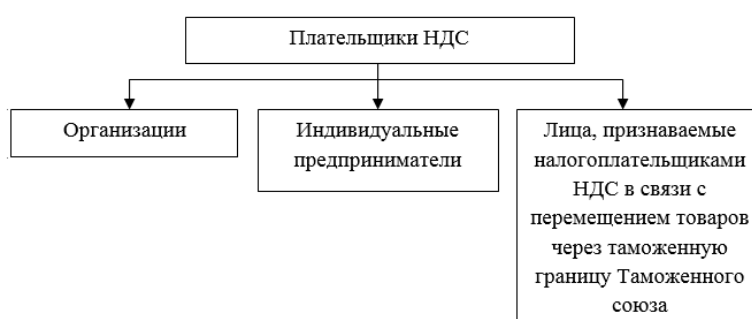 Плательщики НДС
Организации
Индивидуальные
предприниматели
Лица, признаваемые
налогоплательщиками
НДС в связи с
перемещением товаров
через таможенную
границу Таможенного
союза